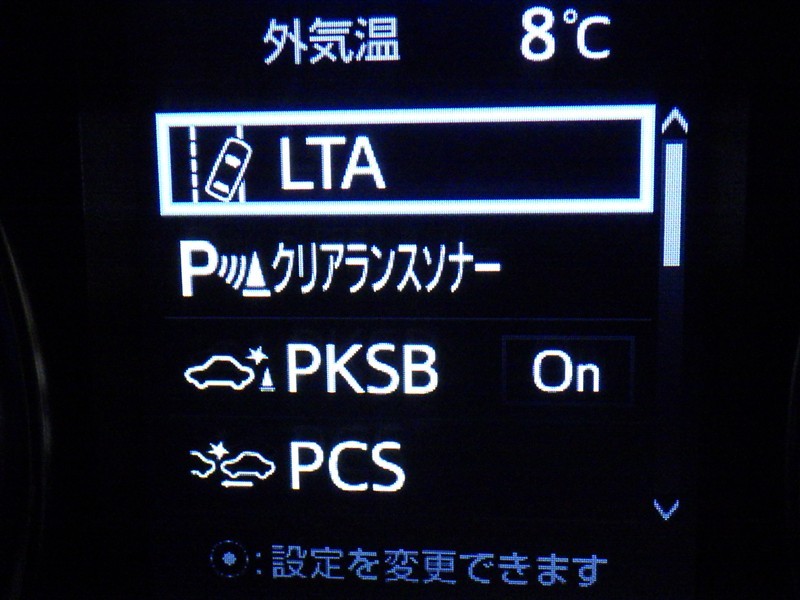 外気温 8℃
LTA
P クリアランスソナー
PKSB On
PCS
:設定を変更できます